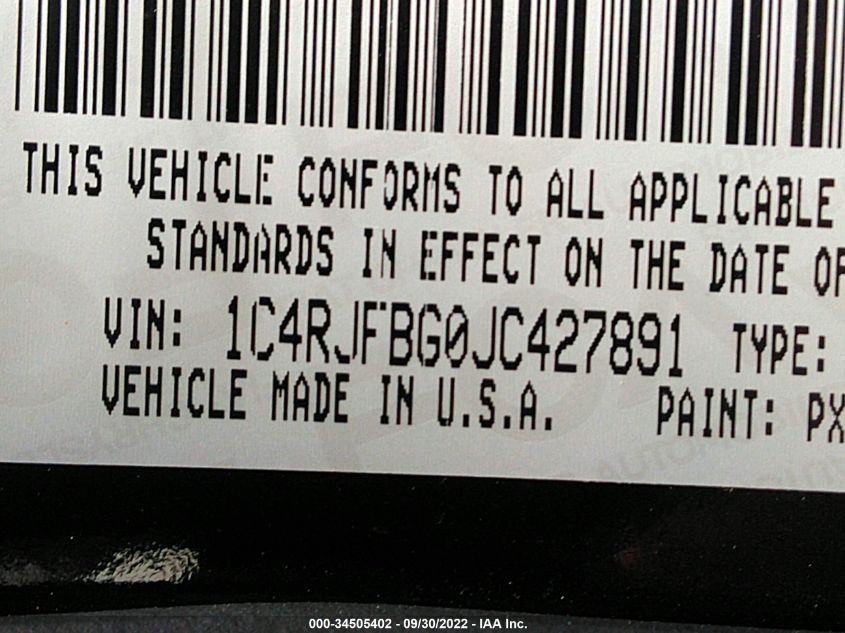 THIS VEHICLE CONFORMS TO ALL APPLICABLE
STANDARDS IN EFFECT ON THE DATE OF
VIN: 1C4RJFBG0JC427891 TYPE:
VEHICLE MADE IN U.S.A. PAINT: PX
000-34505402 - 09/30/2022 - IAA Inc.